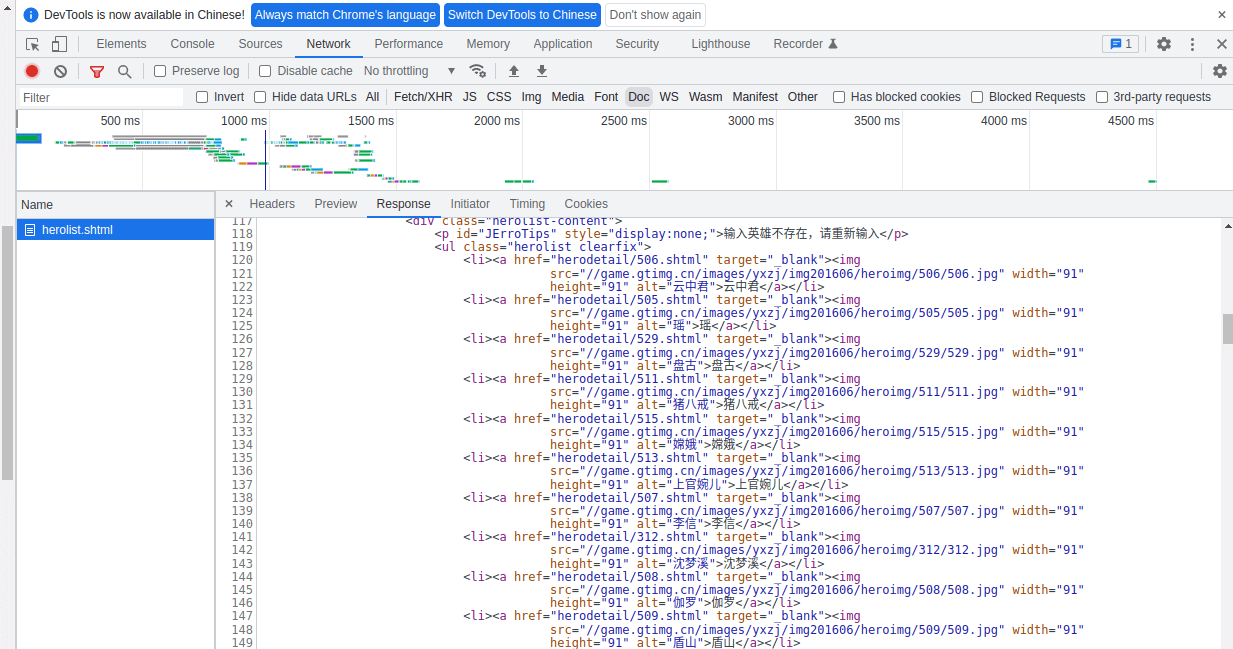 DevTools is now available in Chinese! Always match Chrome's language Switch DevTools to Chinese Don't show again
Elements Console Sources Network Performance Memory Application Security Lighthouse Recorder 1
Preserve log Disable cache No throttling
Filter Invert Hide data URLs All Fetch/XHR JS CSS Img Media Font Doc WS Wasm Manifest Other Has blocked cookies Blocked Requests 3rd-party requests
500 ms 1000 ms 1500 ms 2000 ms 2500 ms 3000 ms 3500 ms 4000 ms 4500 ms
Name
herolist.shtml
× Headers Preview Response Initiator Timing Cookies
117 <div class="herolist-content">
118 <p id="JErroTips" style="display:none;">输入英雄不存在，请重新输入</p>
119 <ul class="herolist clearfix">
120 <li><a href="herodetail/506.shtml" target="_blank"><img
121 src="//game.gtimg.cn/images/yxzj/img201606/heroimg/506/506.jpg" width="91"
122 height="91" alt="云中君">云中君</a></li>
123 <li><a href="herodetail/505.shtml" target="_blank"><img
124 src="//game.gtimg.cn/images/yxzj/img201606/heroimg/505/505.jpg" width="91"
125 height="91" alt="瑶">瑶</a></li>
126 <li><a href="herodetail/529.shtml" target="_blank"><img
127 src="//game.gtimg.cn/images/yxzj/img201606/heroimg/529/529.jpg" width="91"
128 height="91" alt="盘古">盘古</a></li>
129 <li><a href="herodetail/511.shtml" target="_blank"><img
130 src="//game.gtimg.cn/images/yxzj/img201606/heroimg/511/511.jpg" width="91"
131 height="91" alt="猪八戒">猪八戒</a></li>
132 <li><a href="herodetail/515.shtml" target="_blank"><img
133 src="//game.gtimg.cn/images/yxzj/img201606/heroimg/515/515.jpg" width="91"
134 height="91" alt="嫦娥">嫦娥</a></li>
135 <li><a href="herodetail/513.shtml" target="_blank"><img
136 src="//game.gtimg.cn/images/yxzj/img201606/heroimg/513/513.jpg" width="91"
137 height="91" alt="上官婉儿">上官婉儿</a></li>
138 <li><a href="herodetail/507.shtml" target="_blank"><img
139 src="//game.gtimg.cn/images/yxzj/img201606/heroimg/507/507.jpg" width="91"
140 height="91" alt="李信">李信</a></li>
141 <li><a href="herodetail/312.shtml" target="_blank"><img
142 src="//game.gtimg.cn/images/yxzj/img201606/heroimg/312/312.jpg" width="91"
143 height="91" alt="沈梦溪">沈梦溪</a></li>
144 <li><a href="herodetail/508.shtml" target="_blank"><img
145 src="//game.gtimg.cn/images/yxzj/img201606/heroimg/508/508.jpg" width="91"
146 height="91" alt="伽罗">伽罗</a></li>
147 <li><a href="herodetail/509.shtml" target="_blank"><img
148 src="//game.gtimg.cn/images/yxzj/img201606/heroimg/509/509.jpg" width="91"
149 height="91" alt="盾山">盾山</a></li>